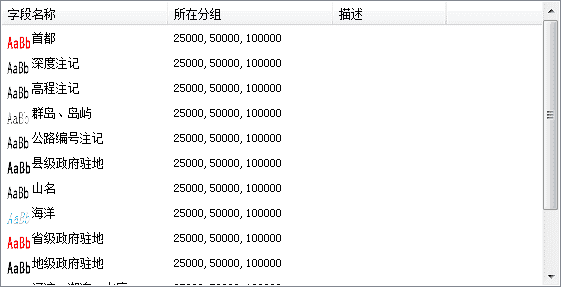 字段名称 所在分组 描述
AaBb 首都 25000,50000,100000
AaBb 深度注记 25000,50000,100000
AaBb 高程注记 25000,50000,100000
AaBb 群岛、岛屿 25000,50000,100000
AaBb 公路编号注记 25000,50000,100000
AaBb 县级政府驻地 25000,50000,100000
AaBb 山名 25000,50000,100000
AaBb 海洋 25000,50000,100000
AaBb 省级政府驻地 25000,50000,100000
AaBb 地级政府驻地 25000,50000,100000